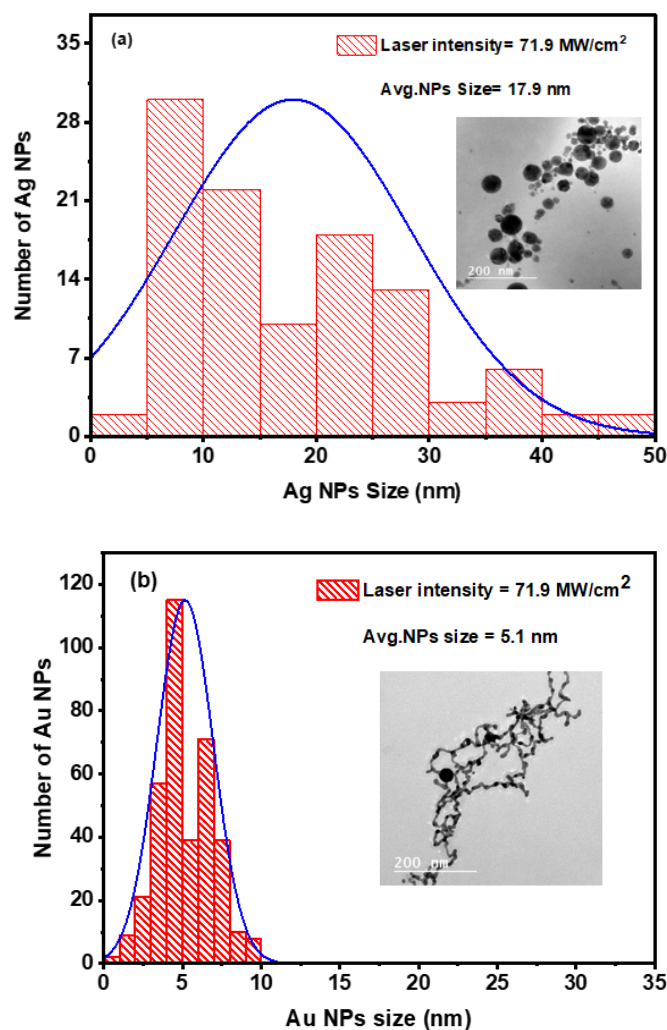 (a)
Laser intensity= 71.9 MW/cm²
Avg.NPs Size= 17.9 nm
200 nm
Number of Ag NPs
35
28
21
14
7
0
0 10 20 30 40 50
Ag NPs Size (nm)
(b)
Laser intensity = 71.9 MW/cm²
Avg.NPs size = 5.1 nm
200 nm
Number of Au NPs
120
100
80
60
40
20
0
0 5 10 15 20 25 30 35
Au NPs size (nm)